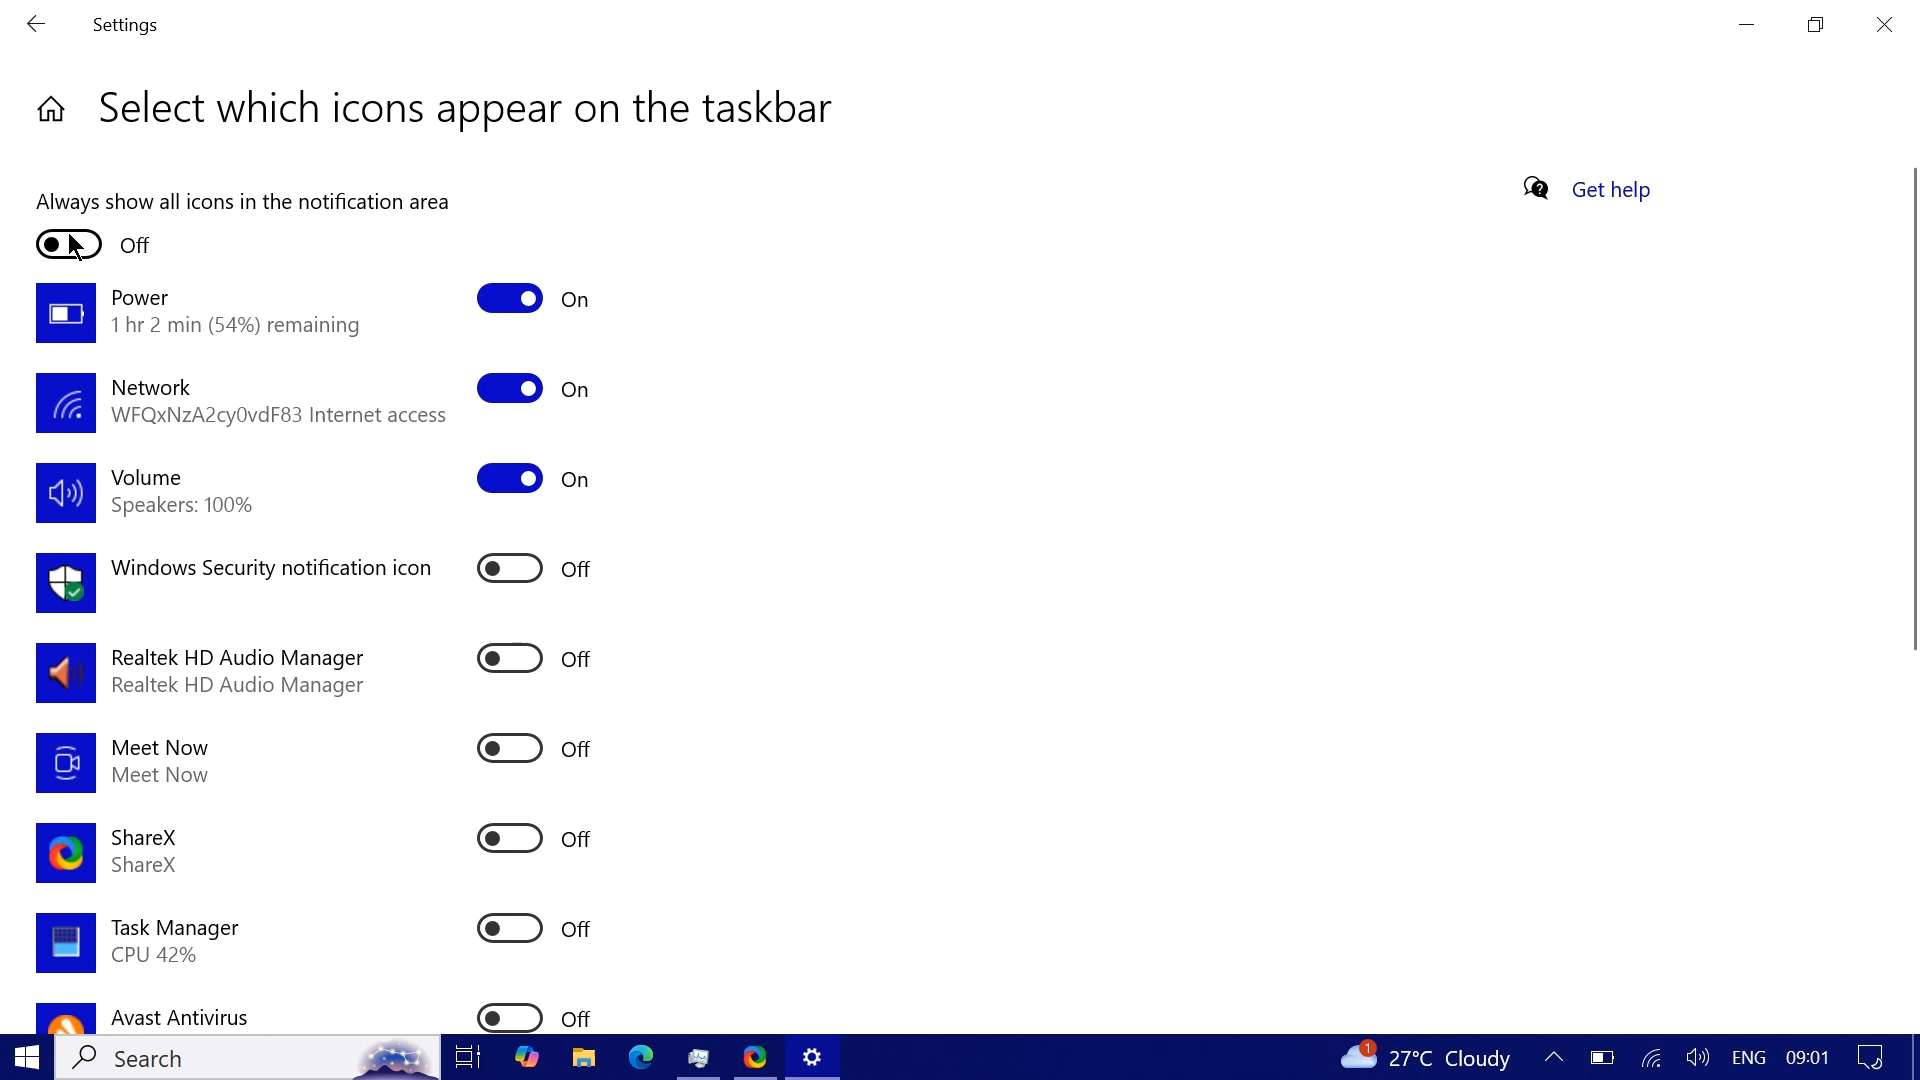 Settings
Select which icons appear on the taskbar
Always show all icons in the notification area
Get help
Off
Power
On
1 hr 2 min (54%) remaining
Network
On
WFQxNzA2cy0vdF83 Internet access
Volume
On
Speakers: 100%
Windows Security notification icon
Off
Realtek HD Audio Manager
Off
Realtek HD Audio Manager
Meet Now
Off
Meet Now
ShareX
Off
ShareX
Task Manager
Off
CPU 42%
Avast Antivirus
Off
Search
1
27°C Cloudy
ENG
09:01